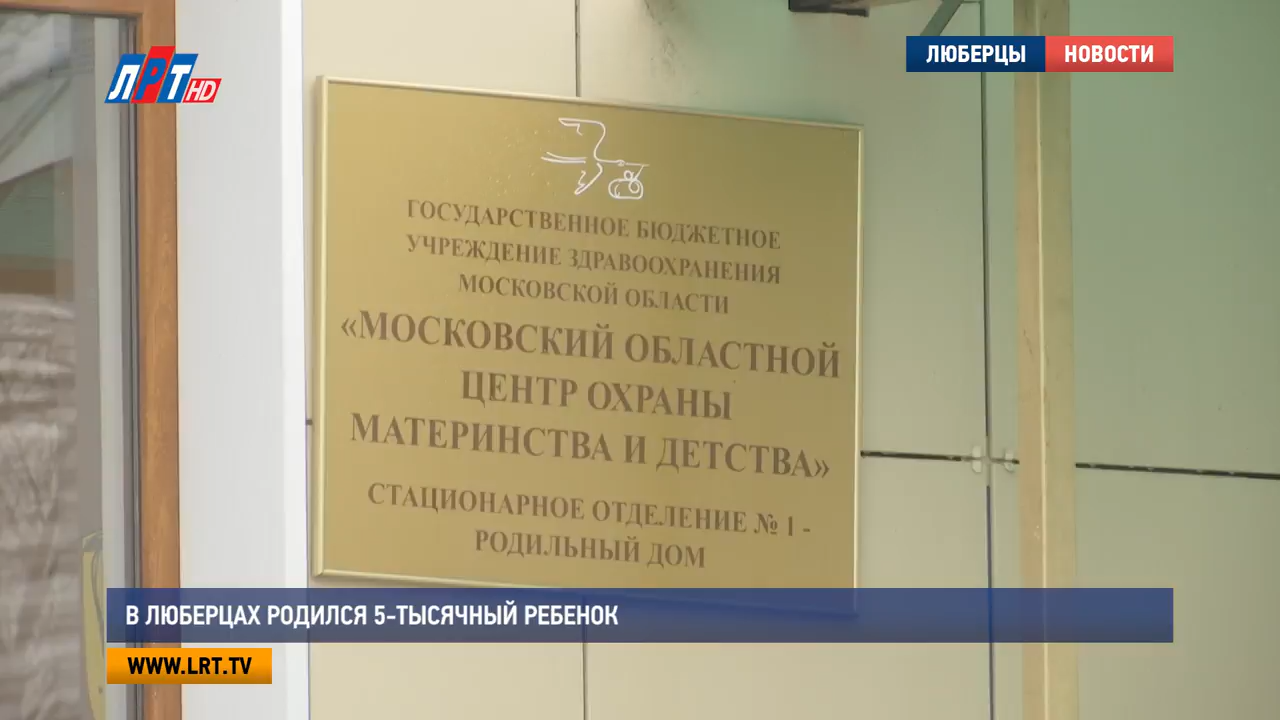 ЛРТ HD
ЛЮБЕРЦЫ НОВОСТИ
ГОСУДАРСТВЕННОЕ БЮДЖЕТНОЕ
УЧРЕЖДЕНИЕ ЗДРАВООХРАНЕНИЯ
МОСКОВСКОЙ ОБЛАСТИ
«МОСКОВСКИЙ ОБЛАСТНОЙ
ЦЕНТР ОХРАНЫ
МАТЕРИНСТВА И ДЕТСТВА»
СТАЦИОНАРНОЕ ОТДЕЛЕНИЕ № 1 -
РОДИЛЬНЫЙ ДОМ
В ЛЮБЕРЦАХ РОДИЛСЯ 5-ТЫСЯЧНЫЙ РЕБЕНОК
WWW.LRT.TV